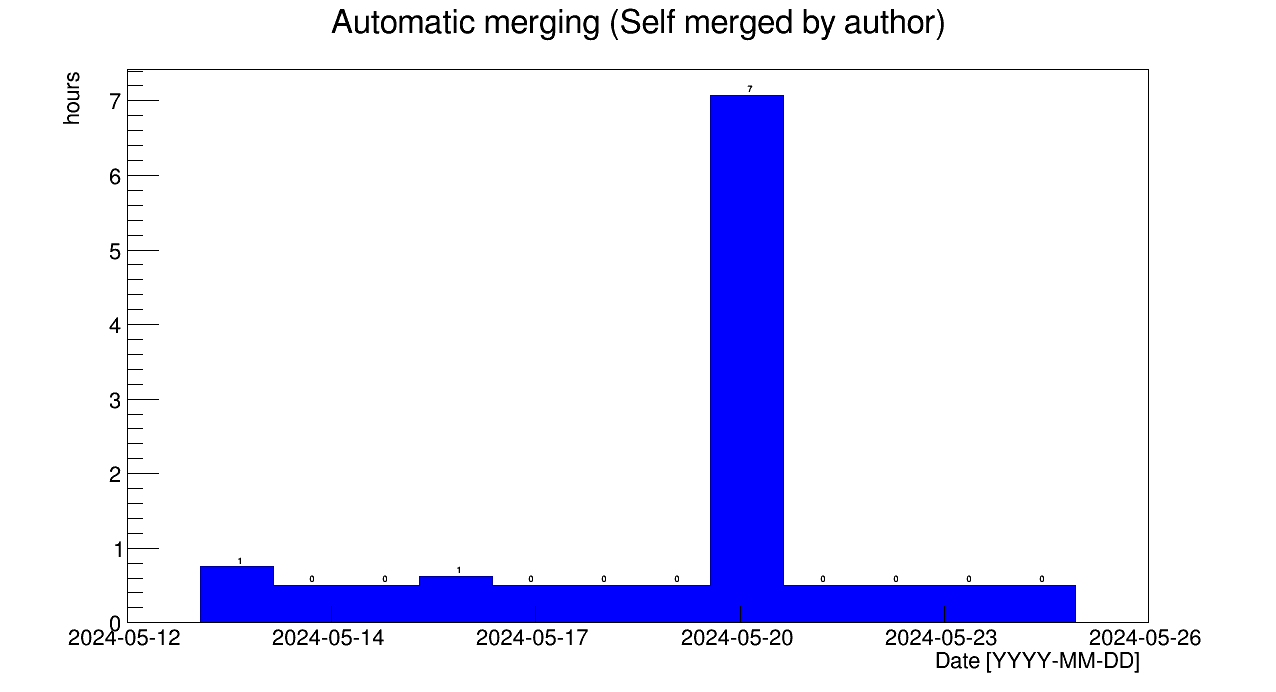 Automatic merging (Self merged by author)
hours
7
6
5
4
3
2
1
0
7
1
1
0 0 0 0 0 0 0 0 0
2024-05-12 2024-05-14 2024-05-17 2024-05-20 2024-05-23 2024-05-26
Date [YYYY-MM-DD]